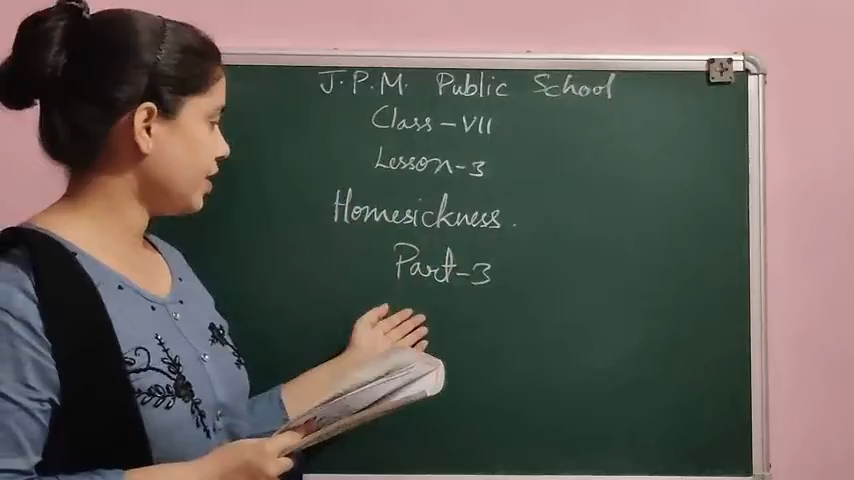 J.P.M. Public School
Class-VII
Lesson-3
Homesickness.
Part-3